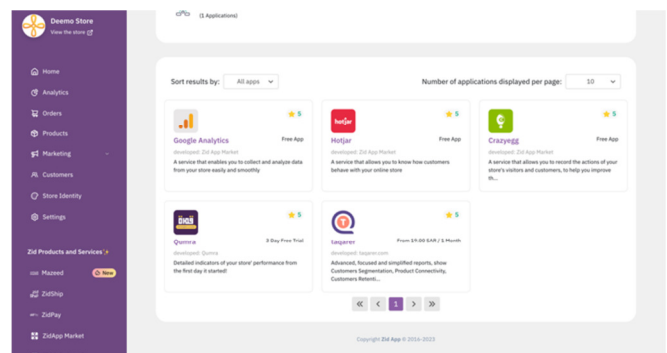 Deemo Store
View the store
(1 Applications)
Home
Analytics
Orders
Products
Marketing
Customers
Store Identity
Settings
Zid Products and Services
Mazeed
New
ZidShip
ZidPay
ZidApp Market
Sort results by:
All apps
Number of applications displayed per page:
10
5
Google Analytics
Free App
developed: Zid App Market
A service that enables you to collect and analyze data
from your store easily and smoothly
hotjar
5
Hotjar
Free App
developed: Zid App Market
A service that allows you to know how customers
behave with your online store
5
Crazyegg
Free App
developed: Zid App Market
A service that allows you to record the actions of your
store's visitors and customers, to help you improve
th...
5
Qumra
3 Day Free Trial
developed: Qumra
Detailed indicators of your store' performance from
the first day it started!
5
taqarer
From 59.00 SAR / 1 Month
developed: taqarer.com
Advanced, focused and simplified reports, show
Customers Segmentation, Product Connectivity,
Customers Retenti...
« < 1 > »
Copyright Zid App © 2016-2023